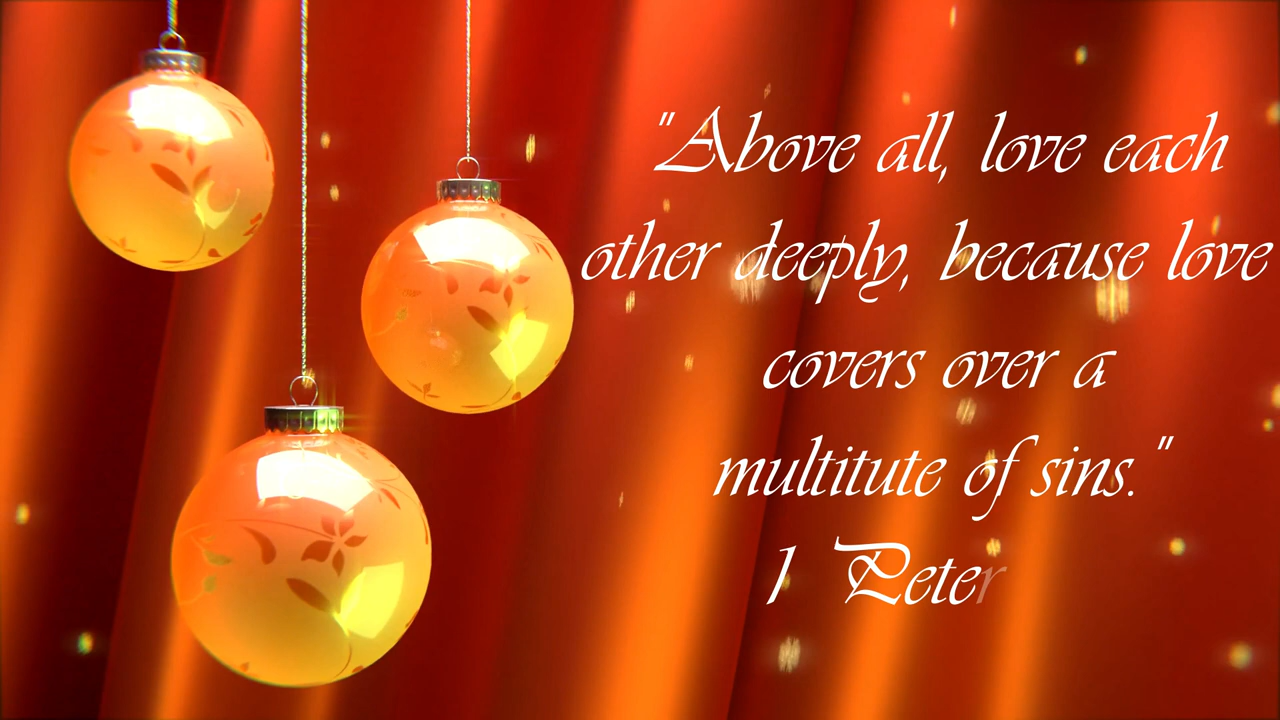 "Above all, love each
other deeply, because love
covers over a
multitute of sins."
1 Peter